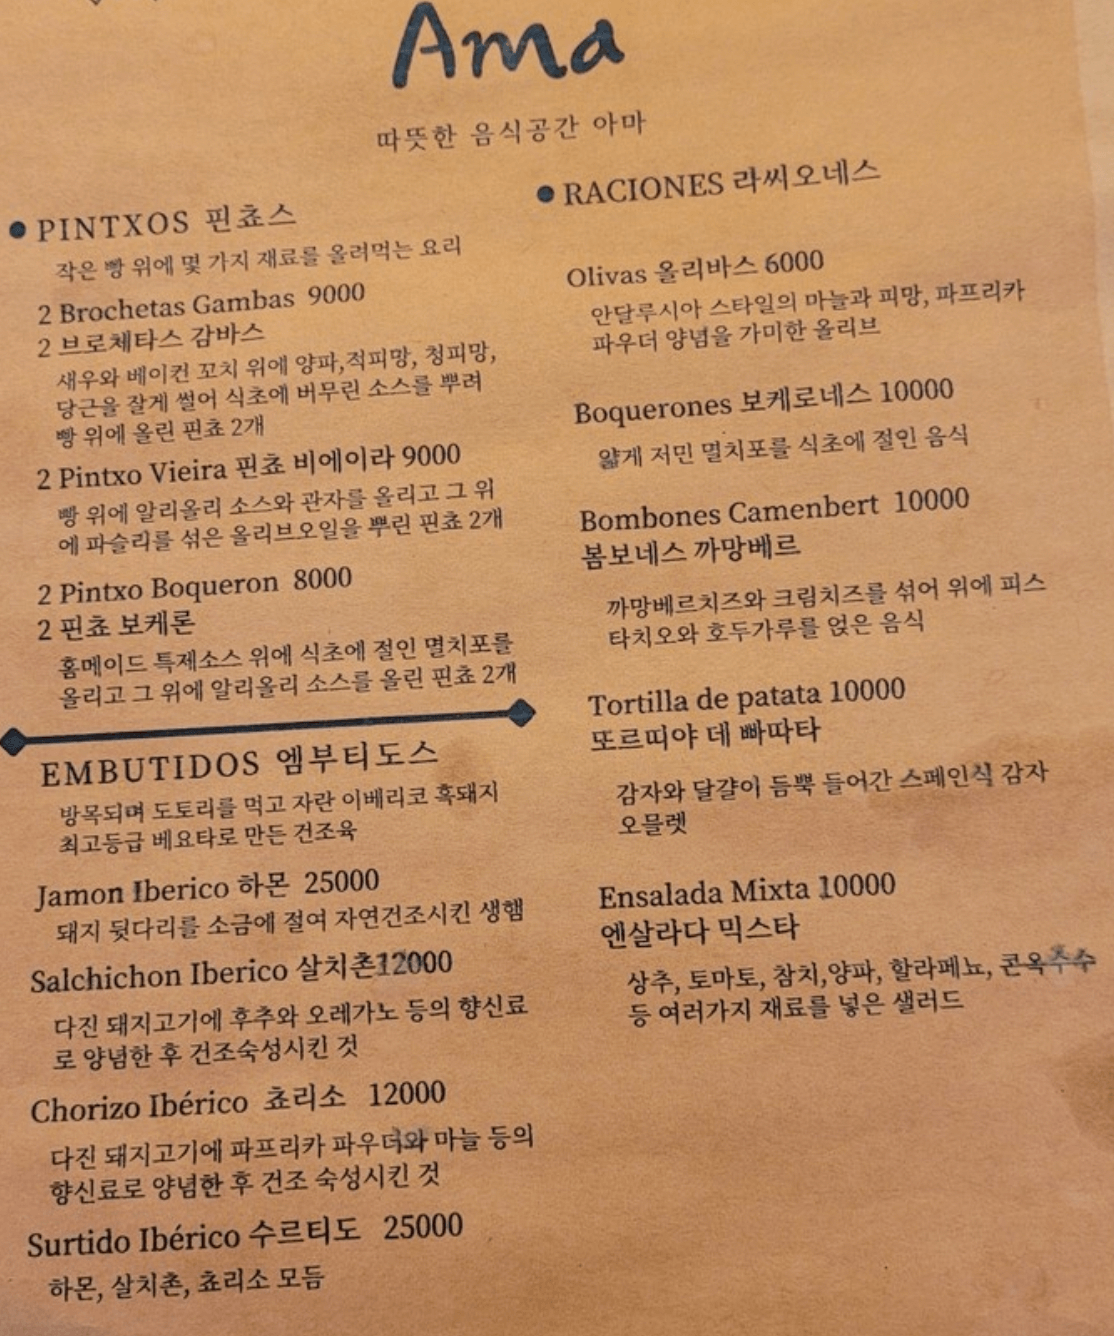 Ama
따뜻한 음식공간 아마
PINTXOS 핀쵸스
작은 빵 위에 몇 가지 재료를 올려먹는 요리
2 Brochetas Gambas 9000
2 브로체타스 감바스
새우와 베이컨 꼬치 위에 양파,적피망, 청피망,
당근을 잘게 썰어 식초에 버무린 소스를 뿌려
빵 위에 올린 핀쵸 2개
2 Pintxo Vieira 핀쵸 비에이라 9000
빵 위에 알리올리 소스와 관자를 올리고 그 위
에 파슬리를 섞은 올리브오일을 뿌린 핀쵸 2개
2 Pintxo Boqueron 8000
2 핀쵸 보케론
홈메이드 특제소스 위에 식초에 절인 멸치포를
올리고 그 위에 알리올리 소스를 올린 핀쵸 2개
EMBUTIDOS 엠부티도스
방목되며 도토리를 먹고 자란 이베리코 흑돼지
최고등급 베요타로 만든 건조육
Jamon Iberico 하몬 25000
돼지 뒷다리를 소금에 절여 자연건조시킨 생햄
Salchichon Iberico 살치촌12000
다진 돼지고기에 후추와 오레가노 등의 향신료
로 양념한 후 건조숙성시킨 것
Chorizo Ibérico 쵸리소 12000
다진 돼지고기에 파프리카 파우더와 마늘 등의
향신료로 양념한 후 건조 숙성시킨 것
Surtido Ibérico 수르티도 25000
하몬, 살치촌, 쵸리소 모듬
RACIONES 라씨오네스
Olivas 올리바스 6000
안달루시아 스타일의 마늘과 피망, 파프리카
파우더 양념을 가미한 올리브
Boquerones 보케로네스 10000
얇게 저민 멸치포를 식초에 절인 음식
Bombones Camenbert 10000
봄보네스 까망베르
까망베르치즈와 크림치즈를 섞어 위에 피스
타치오와 호두가루를 얹은 음식
Tortilla de patata 10000
또르띠야 데 빠따타
감자와 달걀이 듬뿍 들어간 스페인식 감자
오믈렛
Ensalada Mixta 10000
엔살라다 믹스타
상추, 토마토, 참치,양파, 할라페뇨, 콘옥추수
등 여러가지 재료를 넣은 샐러드